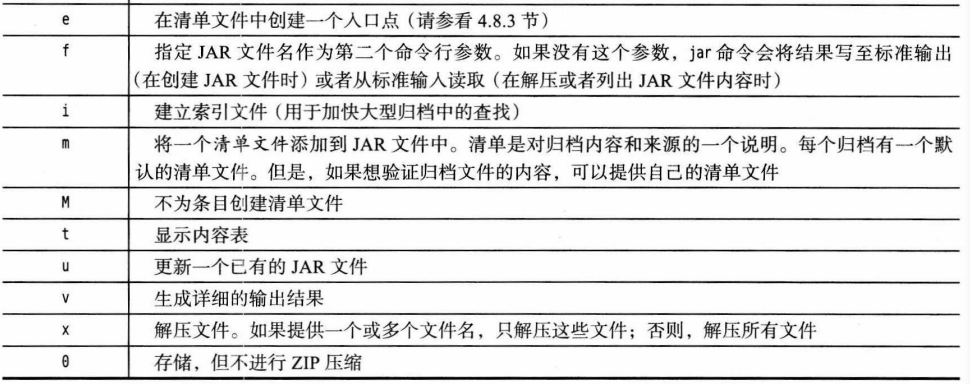 e 在清单文件中创建一个入口点（请参看 4.8.3 节）
f 指定 JAR 文件名作为第二个命令行参数。如果没有这个参数，jar 命令会将结果写至标准输出
（在创建 JAR 文件时）或者从标准输入读取（在解压或者列出 JAR 文件内容时）
i 建立索引文件（用于加快大型归档中的查找）
m 将一个清单文件添加到 JAR 文件中。清单是对归档内容和来源的一个说明。每个归档有一个默
认的清单文件。但是，如果想验证归档文件的内容，可以提供自己的清单文件
M 不为条目创建清单文件
t 显示内容表
u 更新一个已有的 JAR 文件
v 生成详细的输出结果
x 解压文件。如果提供一个或多个文件名，只解压这些文件；否则，解压所有文件
0 存储，但不进行 ZIP 压缩